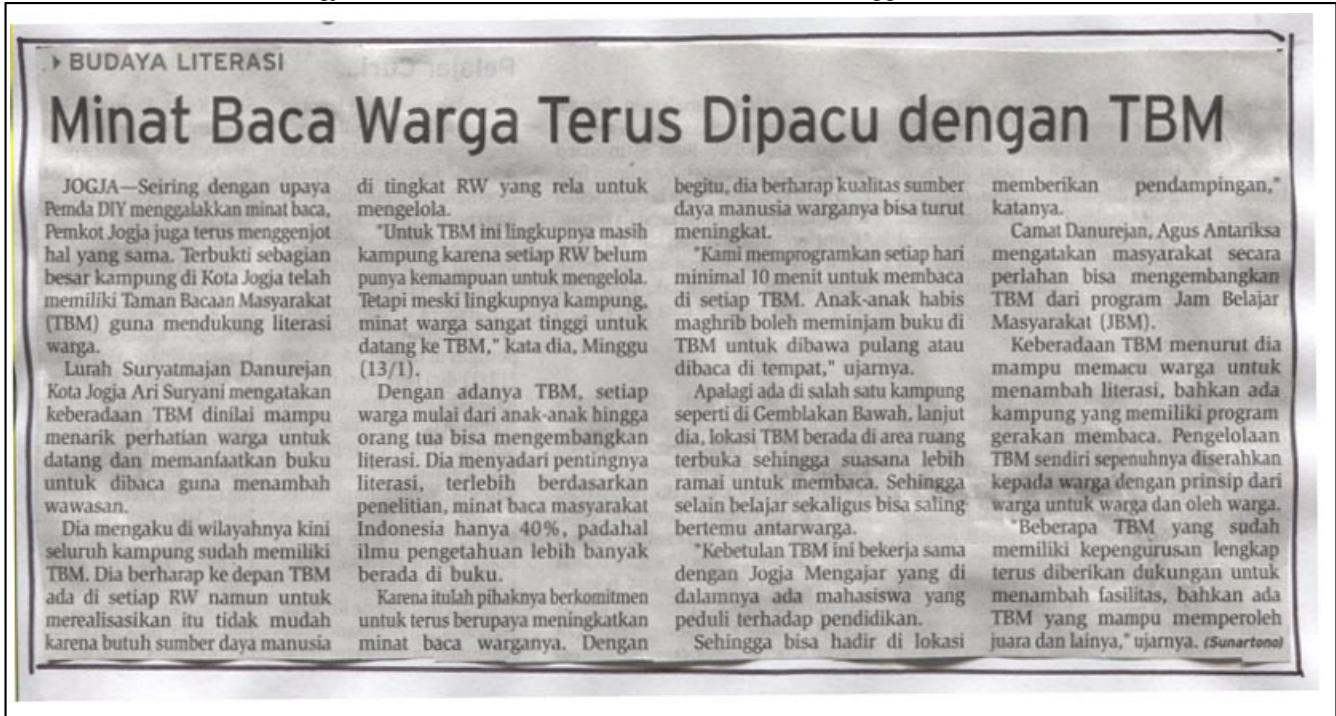 BUDAYA LITERASI
Minat Baca Warga Terus Dipacu dengan TBM
JOGJA—Seiring dengan upaya
Pemda DIY menggalakkan minat baca,
Pemkot Jogja juga terus menggenjot
hal yang sama. Terbukti sebagian
besar kampung di Kota Jogja telah
memiliki Taman Bacaan Masyarakat
(TBM) guna mendukung literasi
warga.
Lurah Suryatmajan Danurejan
Kota Jogja Ari Suryani mengatakan
keberadaan TBM dinilai mampu
menarik perhatian warga untuk
datang dan memanfaatkan buku
untuk dibaca guna menambah
wawasan.
Dia mengaku di wilayahnya kini
seluruh kampung sudah memiliki
TBM. Dia berharap ke depan TBM
ada di setiap RW namun untuk
merealisasikan itu tidak mudah
karena butuh sumber daya manusia
di tingkat RW yang rela untuk
mengelola.
"Untuk TBM ini lingkupnya masih
kampung karena setiap RW belum
punya kemampuan untuk mengelola.
Tetapi meski lingkupnya kampung,
minat warga sangat tinggi untuk
datang ke TBM," kata dia, Minggu
(13/1).
Dengan adanya TBM, setiap
warga mulai dari anak-anak hingga
orang tua bisa mengembangkan
literasi. Dia menyadari pentingnya
literasi, terlebih berdasarkan
penelitian, minat baca masyarakat
Indonesia hanya 40%, padahal
ilmu pengetahuan lebih banyak
berada di buku.
Karena itulah pihaknya berkomitmen
untuk terus berupaya meningkatkan
minat baca warganya. Dengan
begitu, dia berharap kualitas sumber
daya manusia warganya bisa turut
meningkat.
"Kami memprogramkan setiap hari
minimal 10 menit untuk membaca
di setiap TBM. Anak-anak habis
maghrib boleh meminjam buku di
TBM untuk dibawa pulang atau
dibaca di tempat," ujarnya.
Apalagi ada di salah satu kampung
seperti di Gemblakan Bawah, lanjut
dia, lokasi TBM berada di area ruang
terbuka sehingga suasana lebih
ramai untuk membaca. Sehingga
selain belajar sekaligus bisa saling
bertemu antarwarga.
"Kebetulan TBM ini bekerja sama
dengan Jogja Mengajar yang di
dalamnya ada mahasiswa yang
peduli terhadap pendidikan.
Sehingga bisa hadir di lokasi
memberikan pendampingan,"
katanya.
Camat Danurejan, Agus Antariksa
mengatakan masyarakat secara
perlahan bisa mengembangkan
TBM dari program Jam Belajar
Masyarakat (JBM).
Keberadaan TBM menurut dia
mampu memacu warga untuk
menambah literasi, bahkan ada
kampung yang memiliki program
gerakan membaca. Pengelolaan
TBM sendiri sepenuhnya diserahkan
kepada warga dengan prinsip dari
warga untuk warga dan oleh warga.
"Beberapa TBM yang sudah
memiliki kepengurusan lengkap
terus diberikan dukungan untuk
menambah fasilitas, bahkan ada
TBM yang mampu memperoleh
juara dan lainya," ujarnya. (Sunartono)